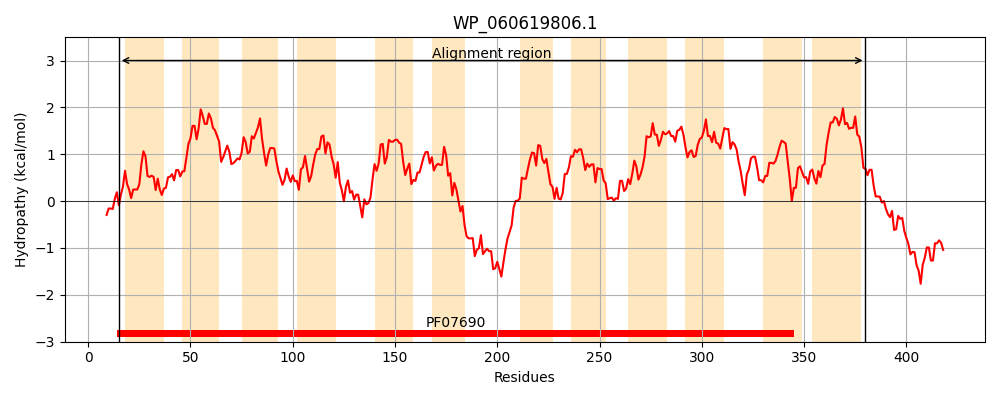 WP_060619806.1
Alignment region
Hydropathy (kcal/mol)
3
2
1
0
−1
−2
−3
PF07690
0 50 100 150 200 250 300 350 400
Residues